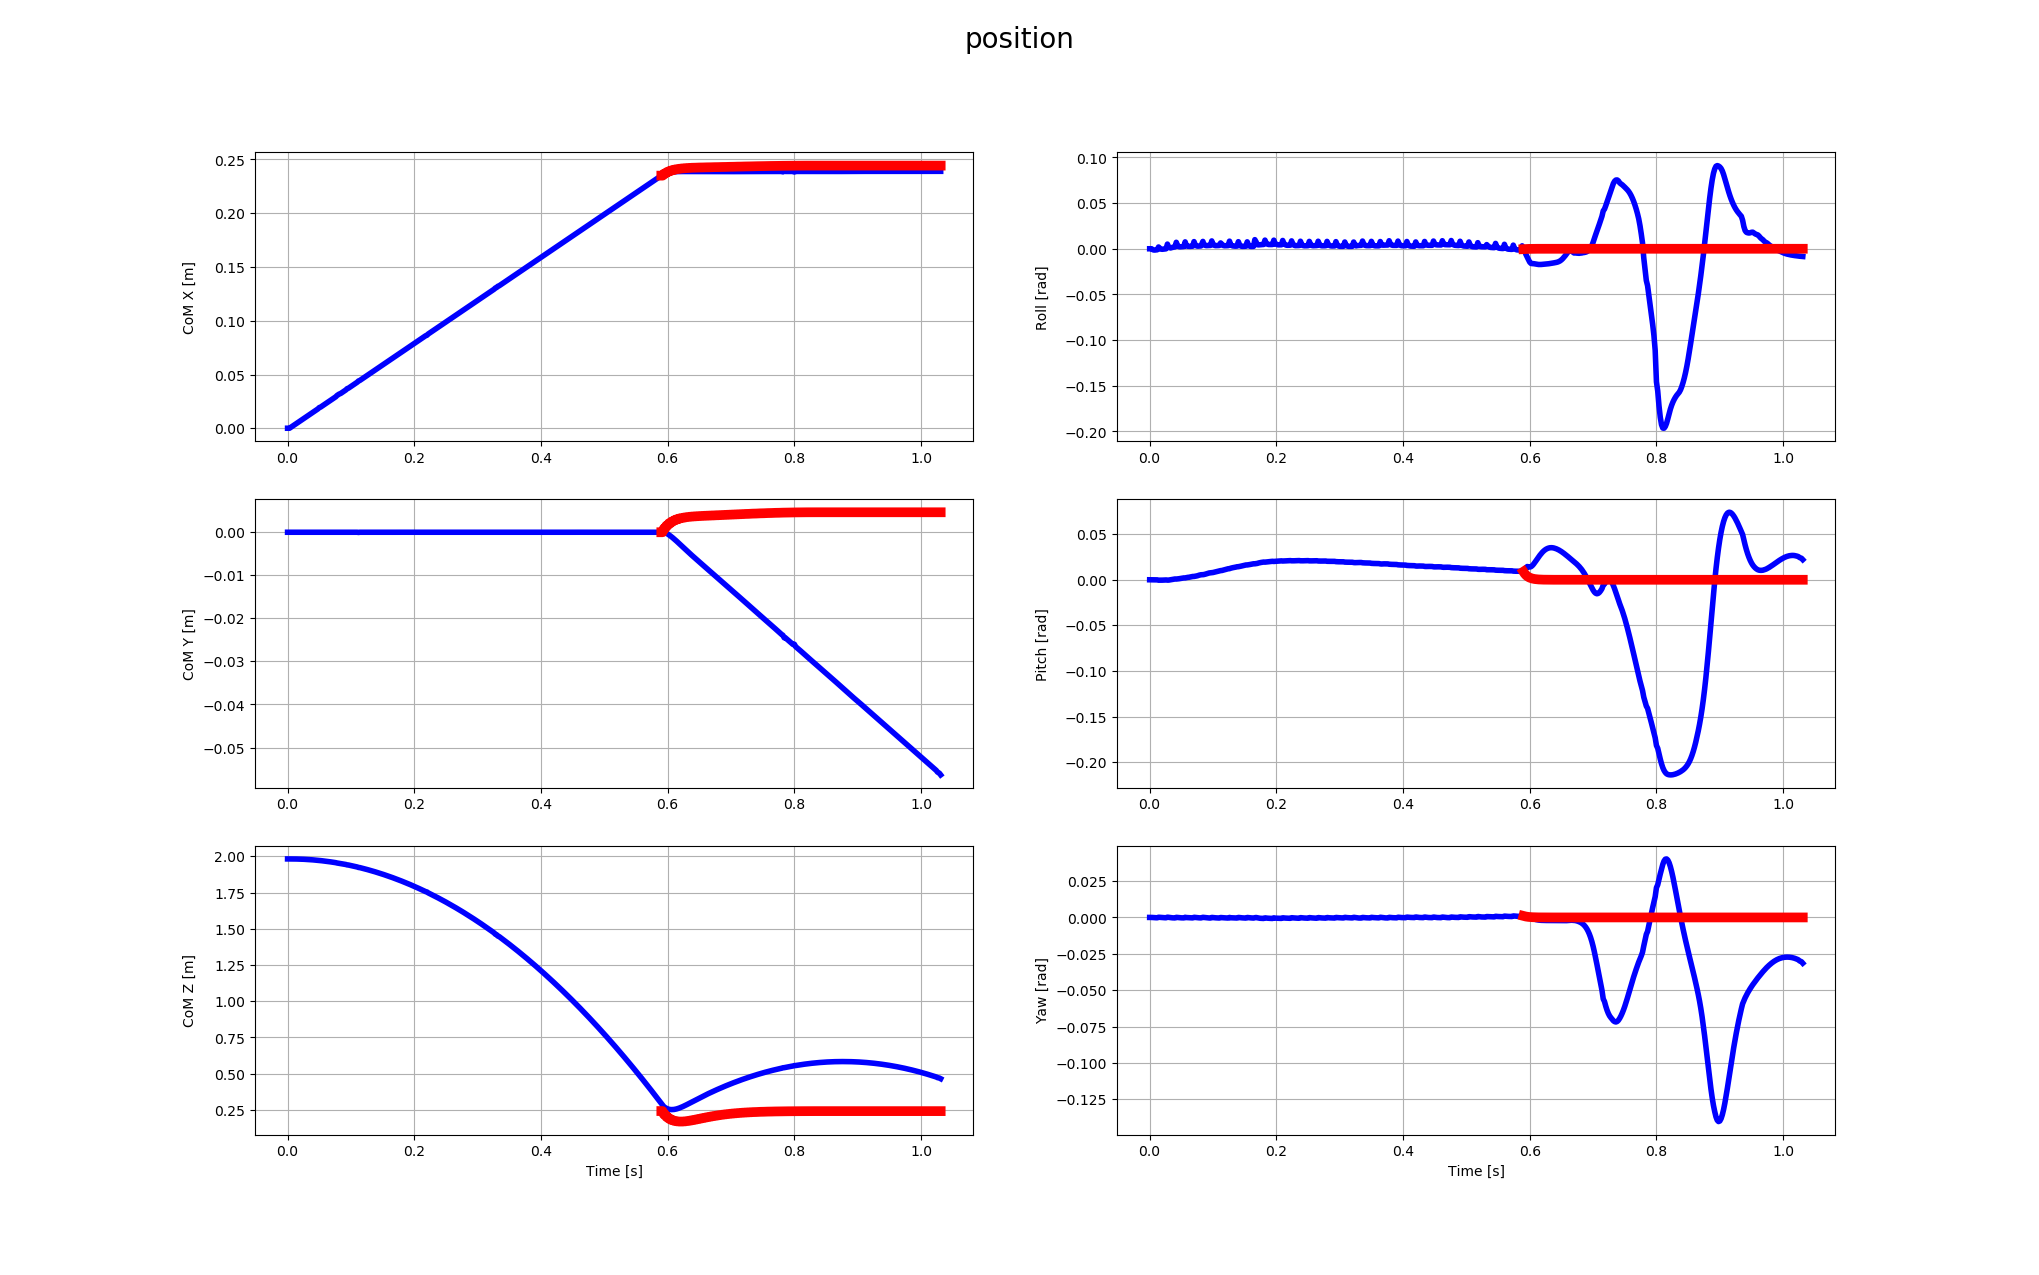 position
CoM X [m]
0.25
0.20
0.15
0.10
0.05
0.00
0.0 0.2 0.4 0.6 0.8 1.0
Roll [rad]
0.10
0.05
0.00
−0.05
−0.10
−0.15
−0.20
0.0 0.2 0.4 0.6 0.8 1.0
CoM Y [m]
0.00
−0.01
−0.02
−0.03
−0.04
−0.05
0.0 0.2 0.4 0.6 0.8 1.0
Pitch [rad]
0.05
0.00
−0.05
−0.10
−0.15
−0.20
0.0 0.2 0.4 0.6 0.8 1.0
CoM Z [m]
2.00
1.75
1.50
1.25
1.00
0.75
0.50
0.25
0.0 0.2 0.4 0.6 0.8 1.0
Time [s]
Yaw [rad]
0.025
0.000
−0.025
−0.050
−0.075
−0.100
−0.125
0.0 0.2 0.4 0.6 0.8 1.0
Time [s]